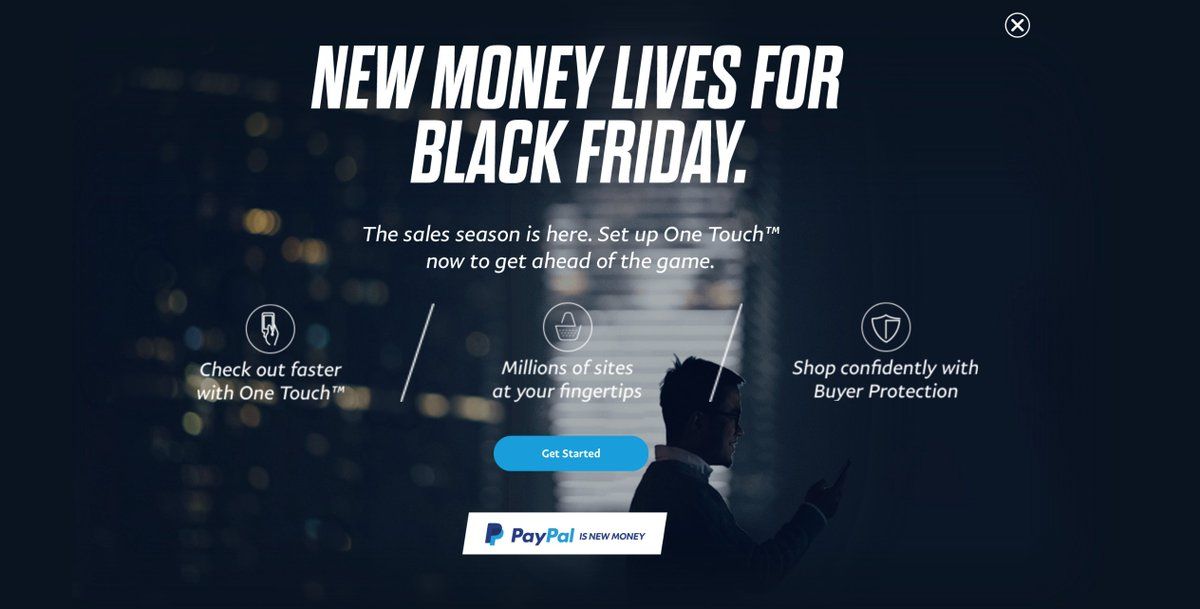 NEW MONEY LIVES FOR
BLACK FRIDAY.
The sales season is here. Set up One Touch™
now to get ahead of the game.
Check out faster
with One Touch™
Millions of sites
at your fingertips
Shop confidently with
Buyer Protection
Get Started
PayPal IS NEW MONEY